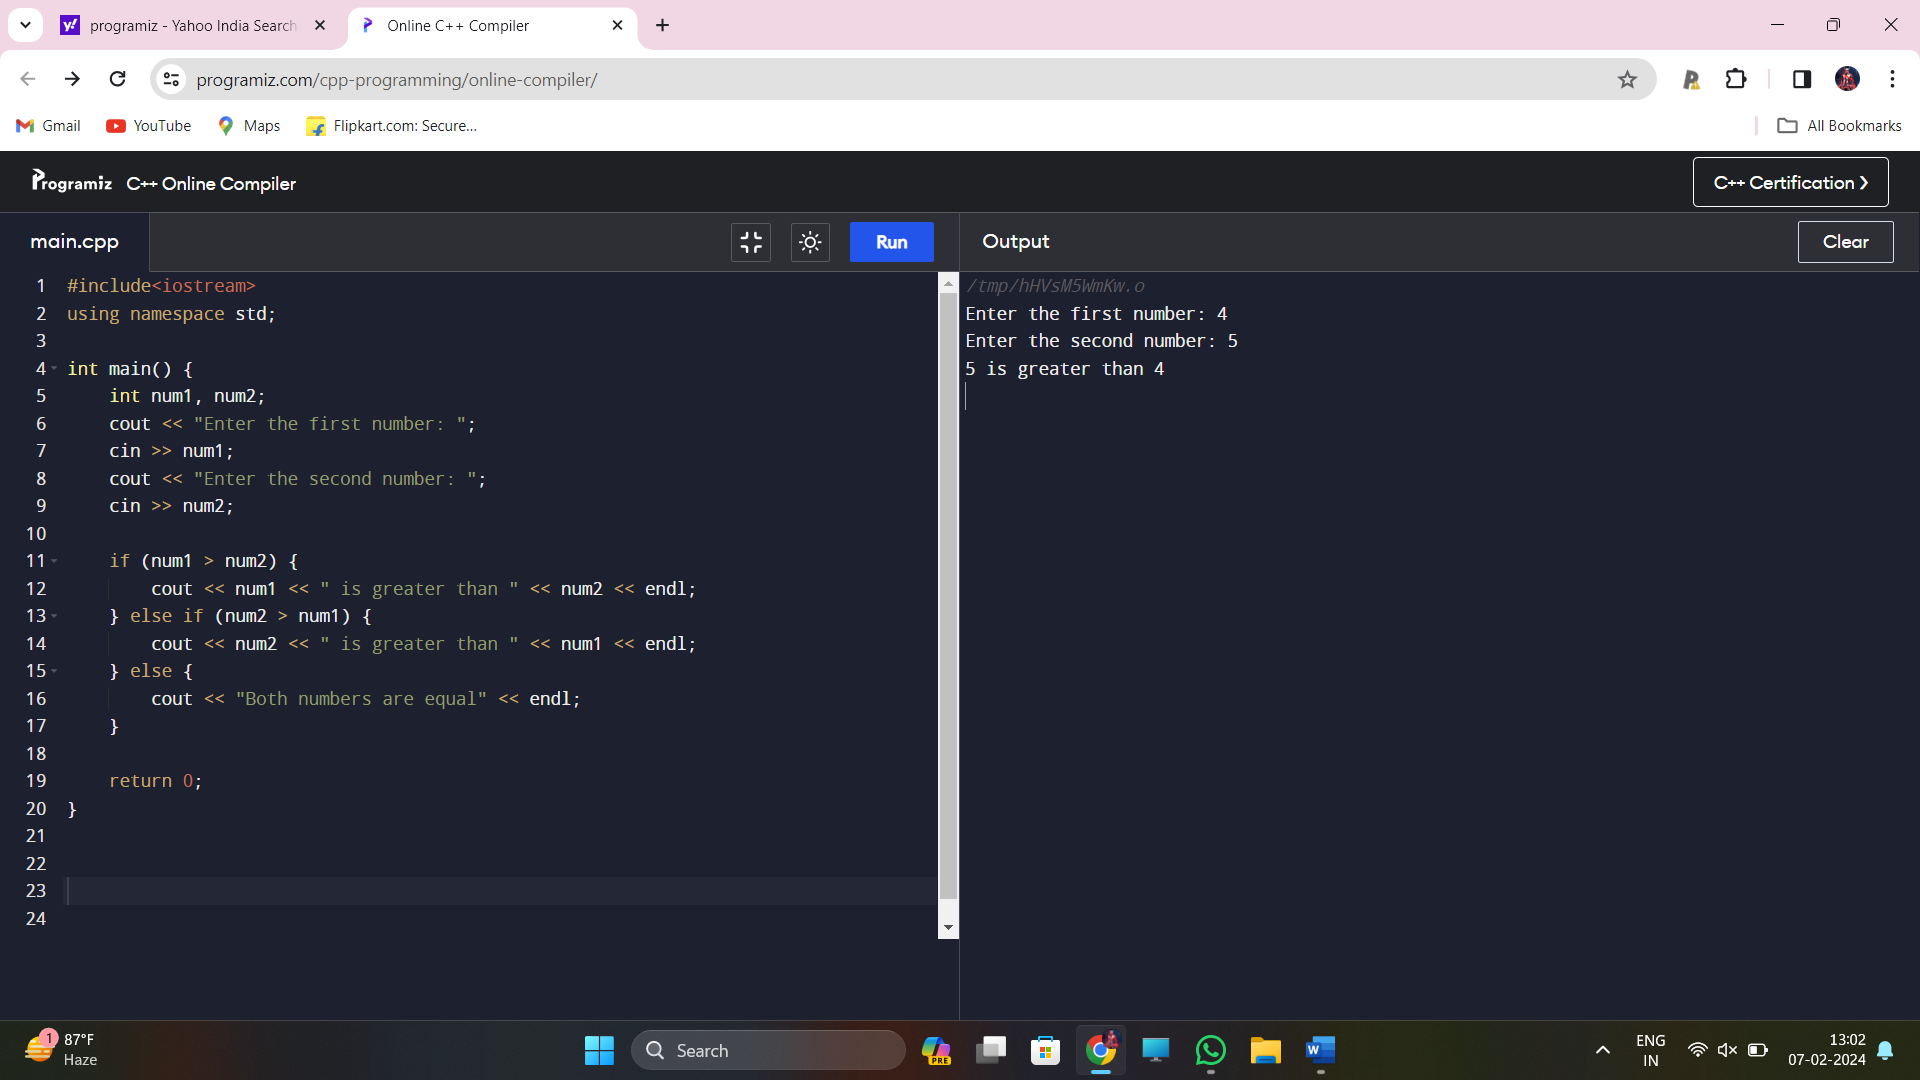 programiz - Yahoo India Search
Online C++ Compiler
programiz.com/cpp-programming/online-compiler/
Gmail
YouTube
Maps
Flipkart.com: Secure...
All Bookmarks
Programiz
C++ Online Compiler
C++ Certification
main.cpp
Run
Output
Clear
1 #include<iostream>
2 using namespace std;
3
4 int main() {
5     int num1, num2;
6     cout << "Enter the first number: ";
7     cin >> num1;
8     cout << "Enter the second number: ";
9     cin >> num2;
10
11     if (num1 > num2) {
12         cout << num1 << " is greater than " << num2 << endl;
13     } else if (num2 > num1) {
14         cout << num2 << " is greater than " << num1 << endl;
15     } else {
16         cout << "Both numbers are equal" << endl;
17     }
18
19     return 0;
20 }
21
22
23
24
/tmp/hHVsM5WmKw.o
Enter the first number: 4
Enter the second number: 5
5 is greater than 4
1
87°F
Haze
Search
PRE
W
ENG
IN
13:02
07-02-2024